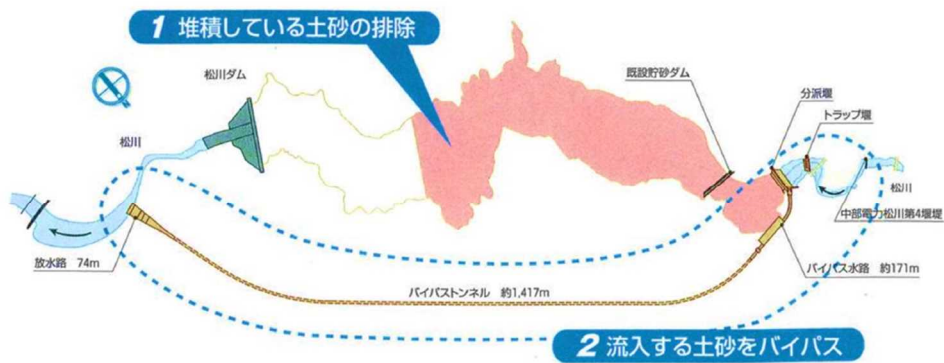 1 堆積している土砂の排除
松川ダム
既設貯砂ダム
分派堰
トラップ堰
松川
松川
中部電力松川第4堰堤
放水路 74m
バイパストンネル 約1,417m
バイパス水路 約171m
2 流入する土砂をバイパス